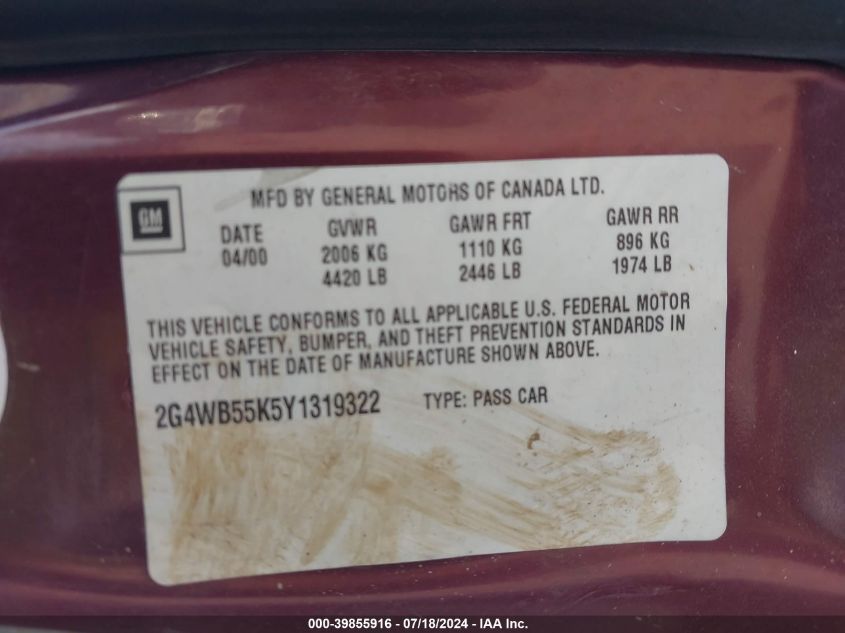 MFD BY GENERAL MOTORS OF CANADA LTD.
GM
DATE GVWR GAWR FRT GAWR RR
04/00 2006 KG 1110 KG 896 KG
4420 LB 2446 LB 1974 LB
THIS VEHICLE CONFORMS TO ALL APPLICABLE U.S. FEDERAL MOTOR
VEHICLE SAFETY, BUMPER, AND THEFT PREVENTION STANDARDS IN
EFFECT ON THE DATE OF MANUFACTURE SHOWN ABOVE.
2G4WB55K5Y1319322 TYPE: PASS CAR
000-39855916 - 07/18/2024 - IAA Inc.